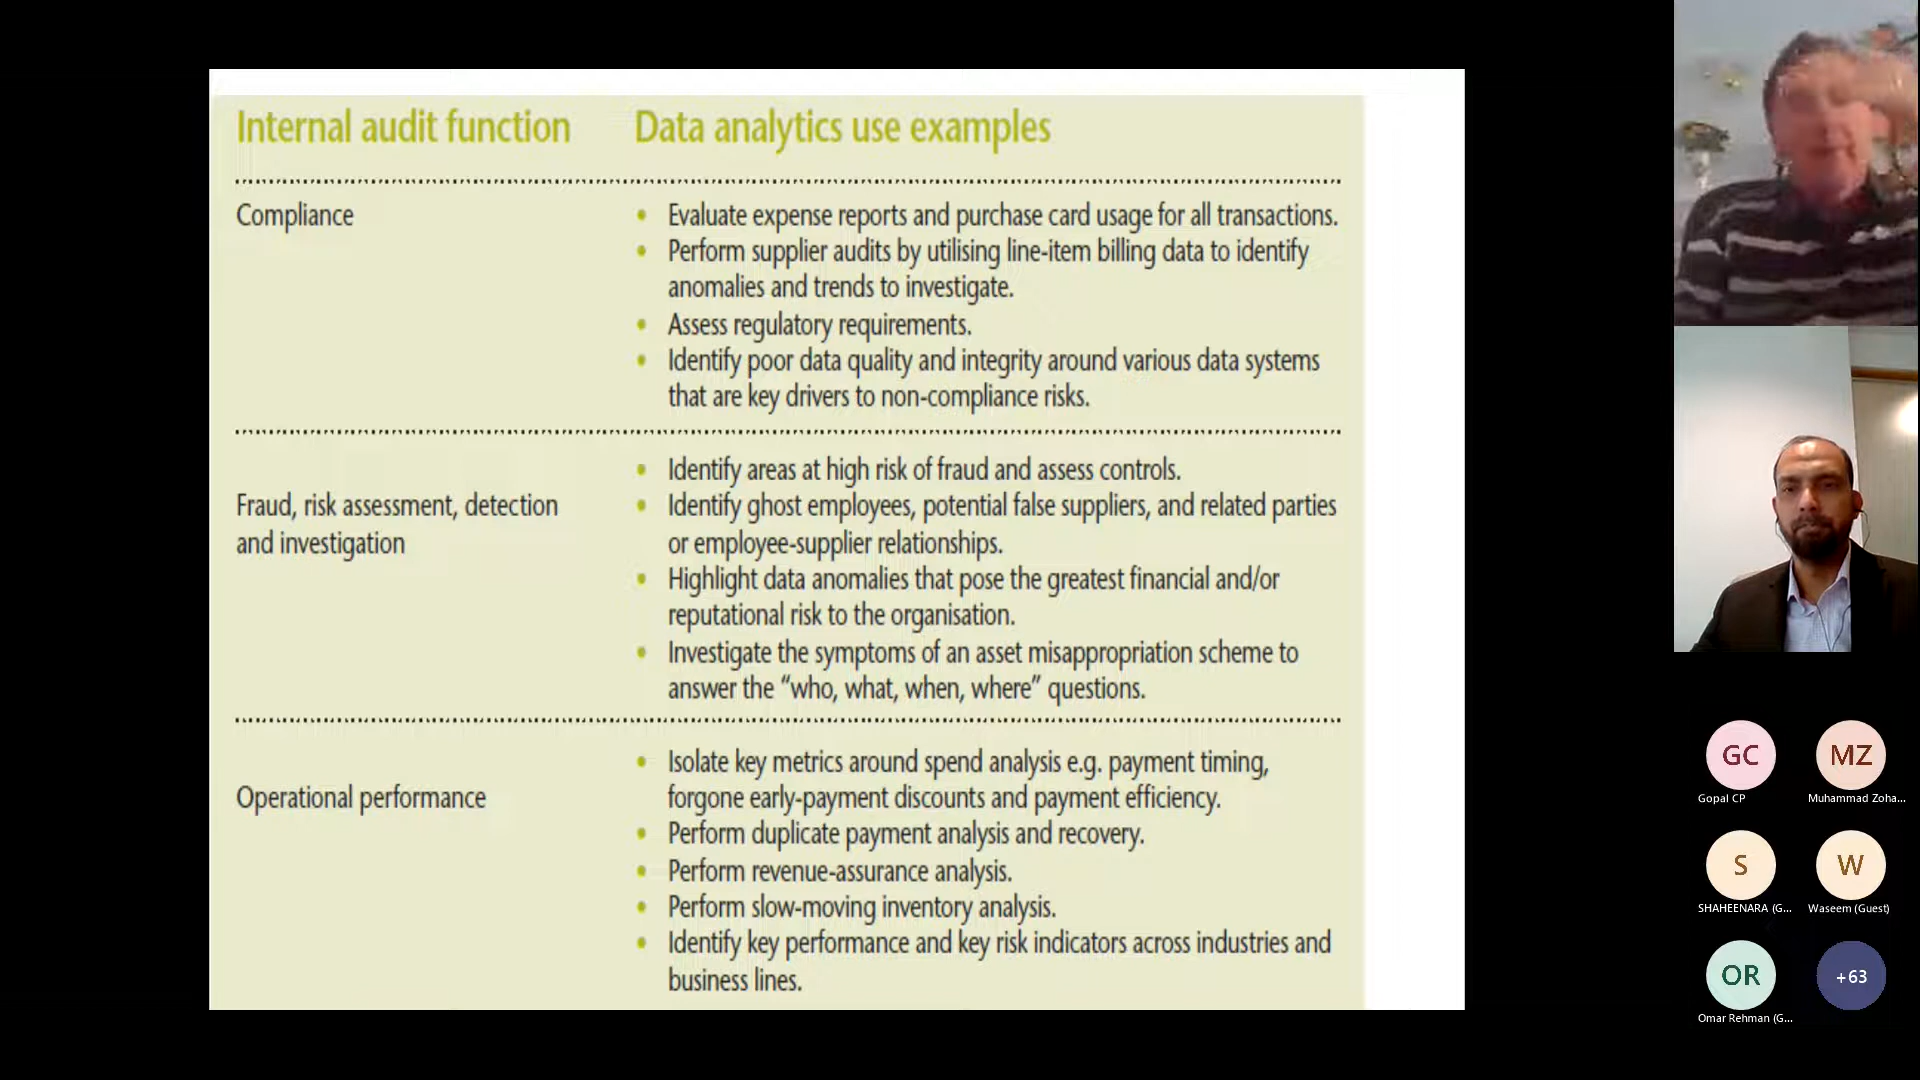 Internal audit function
Data analytics use examples
Compliance
• Evaluate expense reports and purchase card usage for all transactions.
• Perform supplier audits by utilising line-item billing data to identify
anomalies and trends to investigate.
• Assess regulatory requirements.
• Identify poor data quality and integrity around various data systems
that are key drivers to non-compliance risks.
Fraud, risk assessment, detection
and investigation
• Identify areas at high risk of fraud and assess controls.
• Identify ghost employees, potential false suppliers, and related parties
or employee-supplier relationships.
• Highlight data anomalies that pose the greatest financial and/or
reputational risk to the organisation.
• Investigate the symptoms of an asset misappropriation scheme to
answer the “who, what, when, where” questions.
Operational performance
• Isolate key metrics around spend analysis e.g. payment timing,
forgone early-payment discounts and payment efficiency.
• Perform duplicate payment analysis and recovery.
• Perform revenue-assurance analysis.
• Perform slow-moving inventory analysis.
• Identify key performance and key risk indicators across industries and
business lines.
GC
Gopal CP
MZ
Muhammad Zoha...
S
SHAHEENARA (G...
W
Waseem (Guest)
OR
Omar Rehman (G...
+63